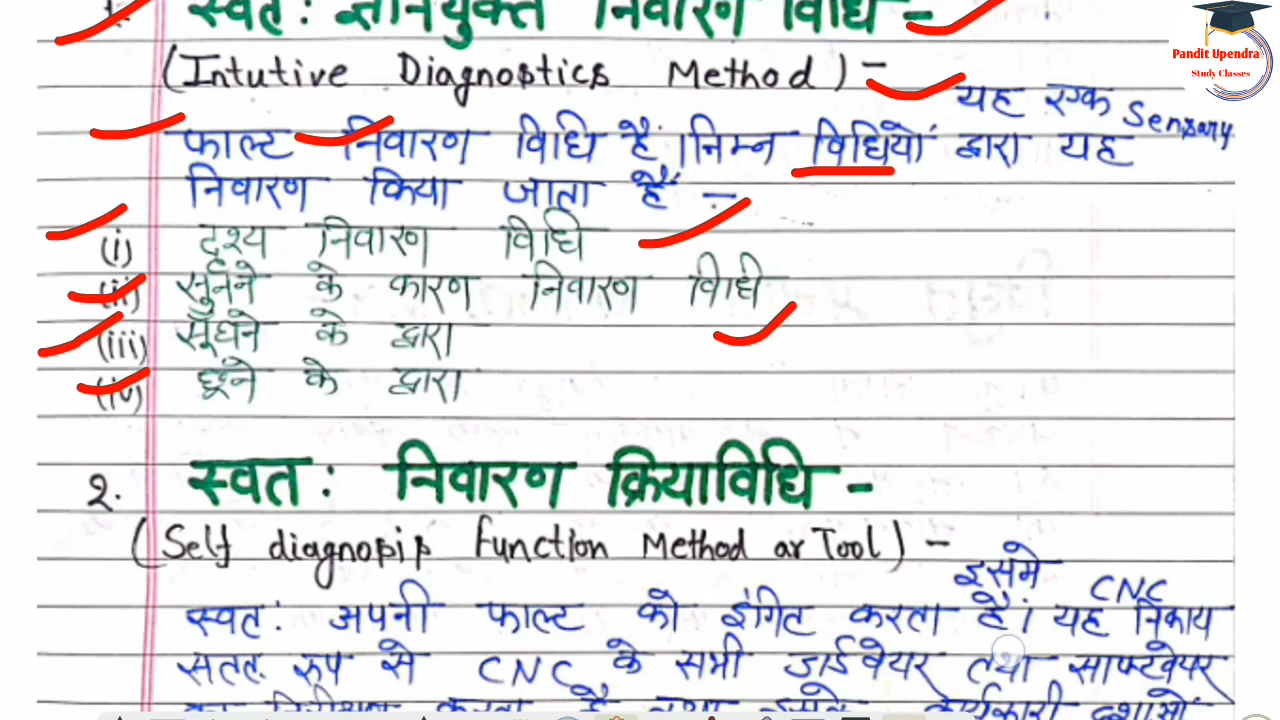 स्वत: ज्ञानयुक्त निवारण विधि -
Pandit Upendra
Study Classes
(Intutive Diagnostics Method) -
यह एक Sensary
फाल्ट निवारण विधि है। निम्न विधियों द्वारा यह
निवारण किया जाता है -
(i) दृश्य निवारण विधि
(ii) सुनने के कारण निवारण विधि
(iii) सूँघने के द्वारा
(iv) छूने के द्वारा
2. स्वत: निवारण क्रियाविधि -
(Self diagnosis function Method or Tool) -
इसमे CNC
स्वत: अपनी फाल्ट को इंगित करता है। यह निकाय
सतत रुप से CNC के सभी हार्डवेयर तथा साफ्टवेयर